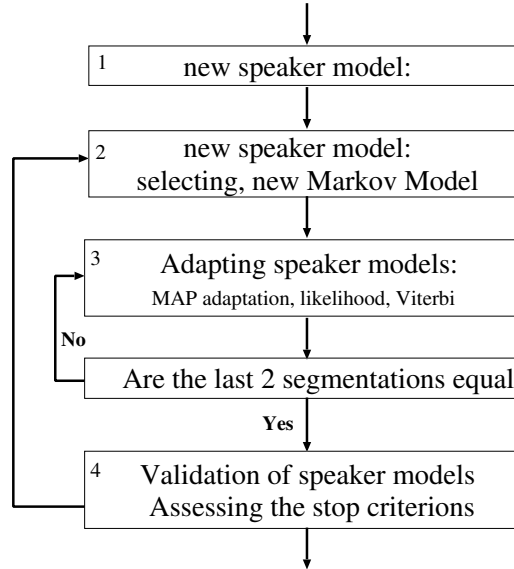 1
new speaker model:
2
new speaker model:
selecting, new Markov Model
3
Adapting speaker models:
MAP adaptation, likelihood, Viterbi
No
Are the last 2 segmentations equal
Yes
4
Validation of speaker models
Assessing the stop criterions